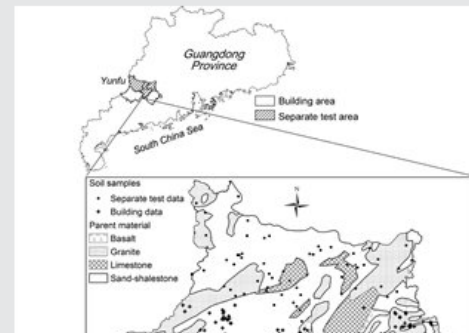 Guangdong
Province
Yunfu
Building area
Separate test area
South China Sea
Soil samples
Separate test data
Building data
Parent material
Basalt
Granite
Limestone
Sand-shalestone
N